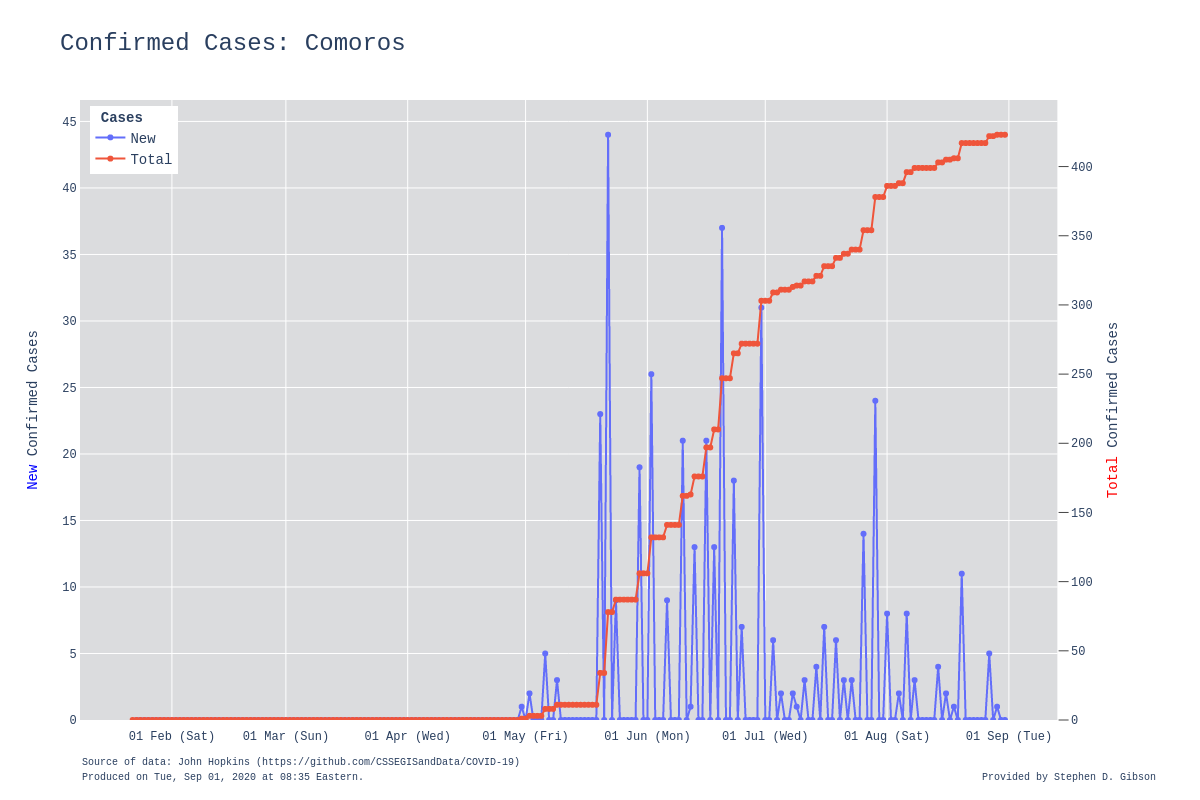 Confirmed Cases: Comoros
Cases
New
Total
45
40
35
30
25
20
15
10
5
0
400
350
300
250
200
150
100
50
0
New Confirmed Cases
Total Confirmed Cases
01 Feb (Sat) 01 Mar (Sun) 01 Apr (Wed) 01 May (Fri) 01 Jun (Mon) 01 Jul (Wed) 01 Aug (Sat) 01 Sep (Tue)
Source of data: John Hopkins (https://github.com/CSSEGISandData/COVID-19)
Produced on Tue, Sep 01, 2020 at 08:35 Eastern.
Provided by Stephen D. Gibson